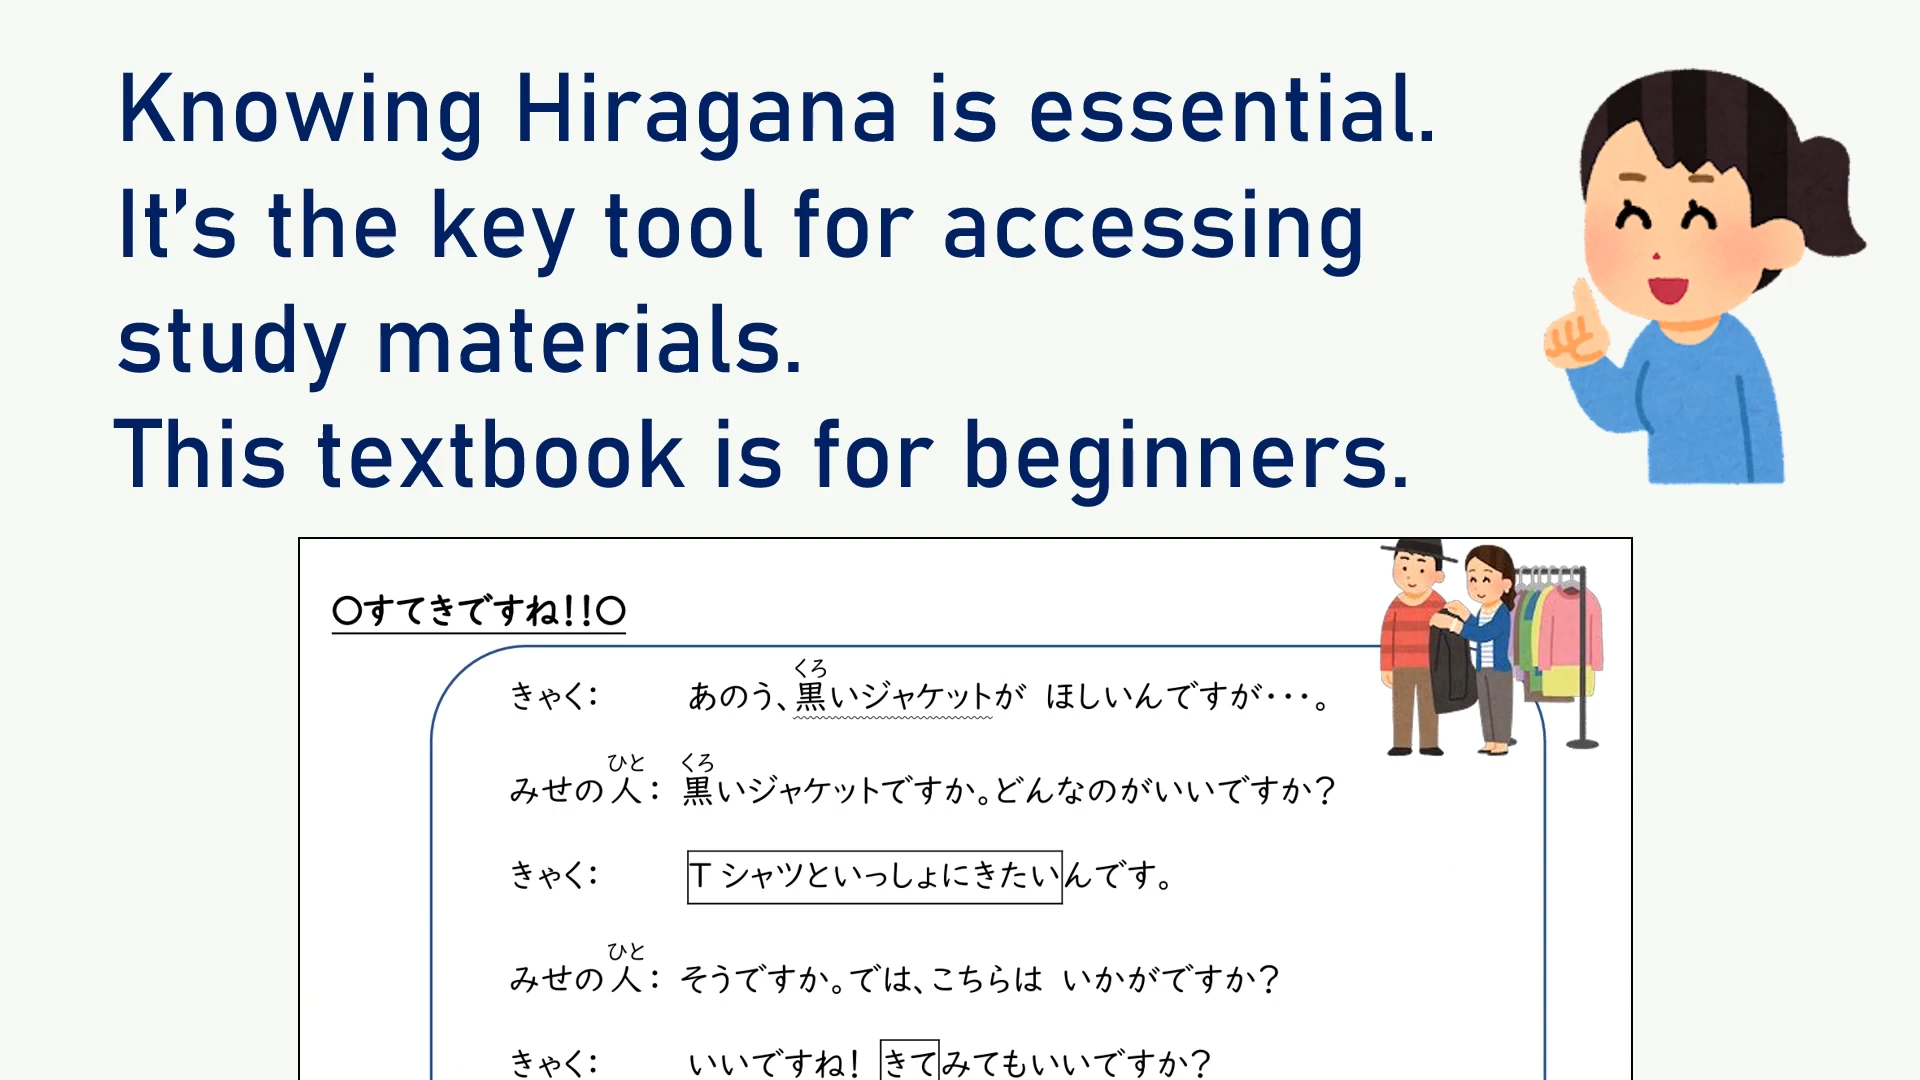 Knowing Hiragana is essential.
It’s the key tool for accessing
study materials.
This textbook is for beginners.
〇すてきですね!!〇
くろ
きゃく: あのう、黒いジャケットが ほしいんですが・・・。
ひと くろ
みせの人: 黒いジャケットですか。どんなのがいいですか?
きゃく: T シャツといっしょにきたいんです。
ひと
みせの人: そうですか。では、こちらは いかがですか?
きゃく: いいですね! きてみてもいいですか?